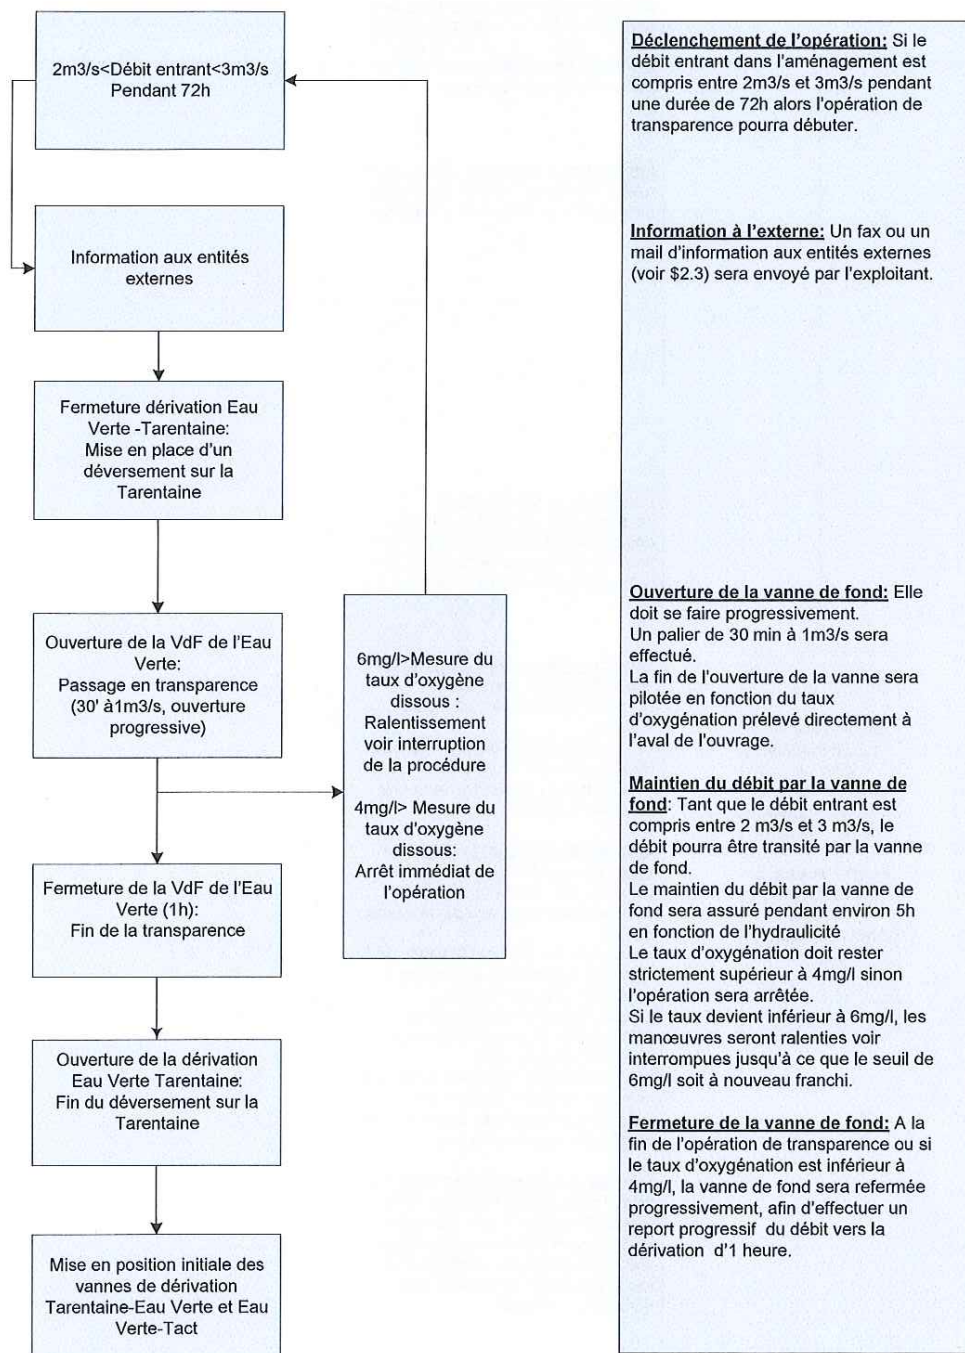 2m3/s<Débit entrant<3m3/s
Pendant 72h
Information aux entités
externes
Fermeture dérivation Eau
Verte -Tarentaine:
Mise en place d'un
déversement sur la
Tarentaine
Ouverture de la VdF de l'Eau
Verte:
Passage en transparence
(30' à1m3/s, ouverture
progressive)
6mg/l>Mesure du
taux d'oxygène
dissous :
Ralentissement
voir interruption
de la procédure
4mg/l> Mesure du
taux d'oxygène
dissous:
Arrêt immédiat de
l'opération
Fermeture de la VdF de l'Eau
Verte (1h):
Fin de la transparence
Ouverture de la dérivation
Eau Verte Tarentaine:
Fin du déversement sur la
Tarentaine
Mise en position initiale des
vannes de dérivation
Tarentaine-Eau Verte et Eau
Verte-Tact
Déclenchement de l'opération: Si le
débit entrant dans l'aménagement est
compris entre 2m3/s et 3m3/s pendant
une durée de 72h alors l'opération de
transparence pourra débuter.
Information à l'externe: Un fax ou un
mail d'information aux entités externes
(voir $2.3) sera envoyé par l'exploitant.
Ouverture de la vanne de fond: Elle
doit se faire progressivement.
Un palier de 30 min à 1m3/s sera
effectué.
La fin de l'ouverture de la vanne sera
pilotée en fonction du taux
d'oxygénation prélevé directement à
l'aval de l'ouvrage.
Maintien du débit par la vanne de
fond: Tant que le débit entrant est
compris entre 2 m3/s et 3 m3/s, le
débit pourra être transité par la vanne
de fond.
Le maintien du débit par la vanne de
fond sera assuré pendant environ 5h
en fonction de l'hydraulicité
Le taux d'oxygénation doit rester
strictement supérieur à 4mg/l sinon
l'opération sera arrêtée.
Si le taux devient inférieur à 6mg/l, les
manœuvres seront ralenties voir
interrompues jusqu'à ce que le seuil de
6mg/l soit à nouveau franchi.
Fermeture de la vanne de fond: A la
fin de l'opération de transparence ou si
le taux d'oxygénation est inférieur à
4mg/l, la vanne de fond sera refermée
progressivement, afin d'effectuer un
report progressif du débit vers la
dérivation d'1 heure.